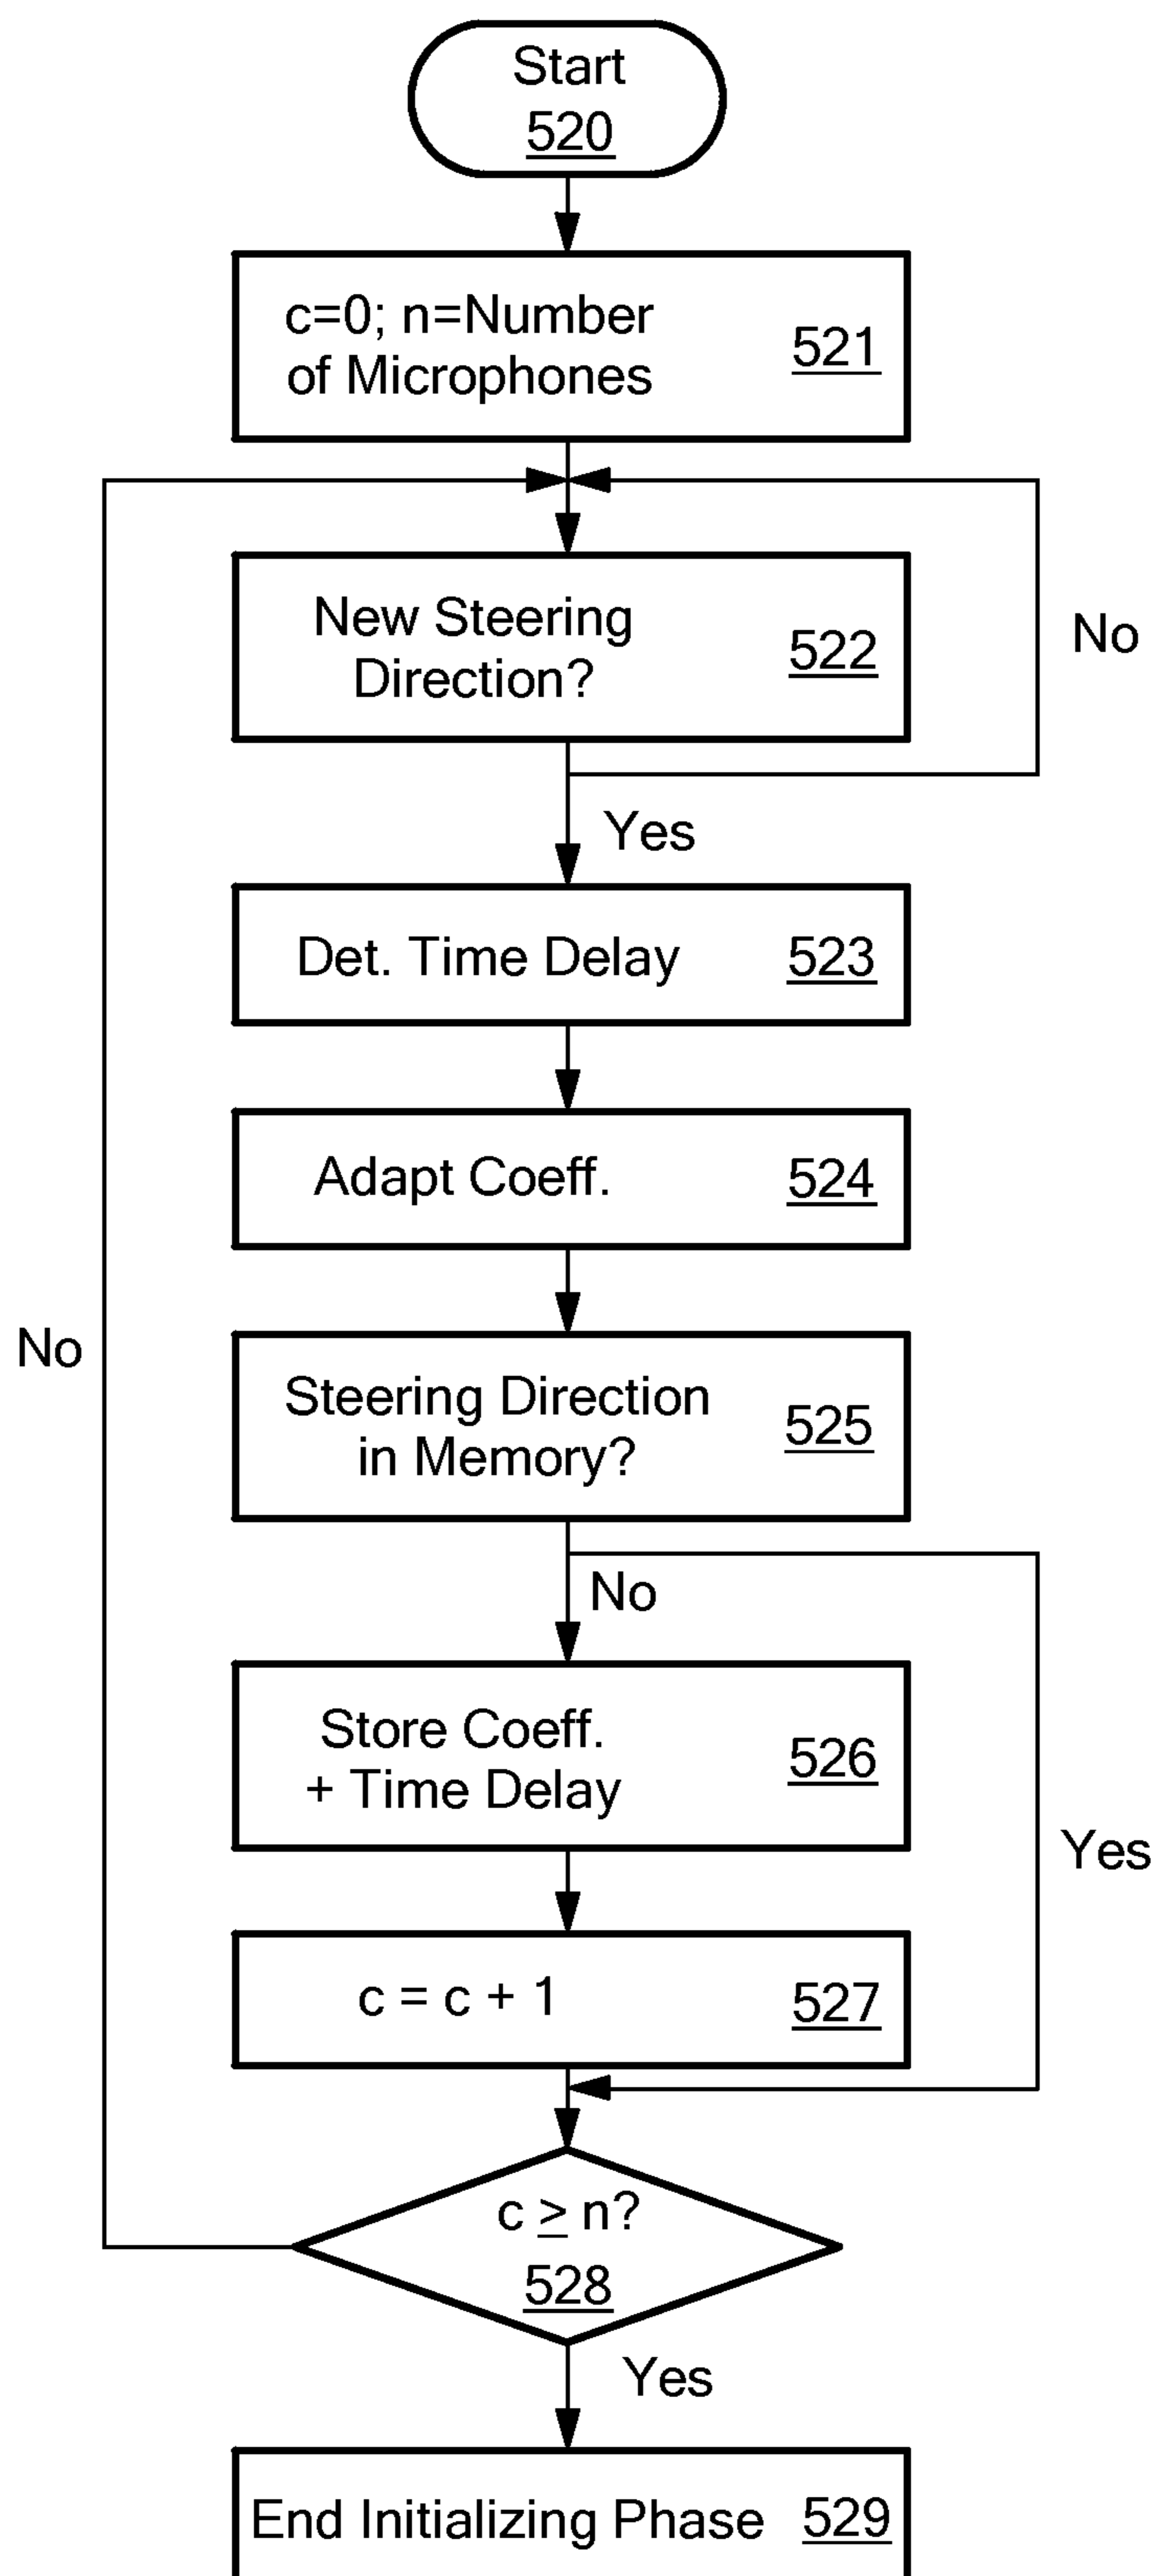 Start
520
c=0; n=Number
of Microphones
521
New Steering
Direction?
522
No
Yes
Det. Time Delay 523
Adapt Coeff. 524
No
Steering Direction
in Memory?
525
No
Store Coeff.
+ Time Delay
526
Yes
c = c + 1 527
c ≥ n?
528
Yes
End Initializing Phase 529